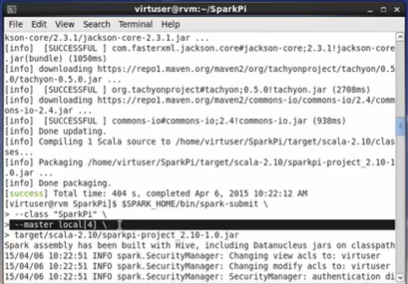 virtuser@rvm:~/SparkPi
File Edit View Search Terminal Help
kson-core/2.3.1/jackson-core-2.3.1.jar ...
[info]  [SUCCESSFUL ] com.fasterxml.jackson.core#jackson-core;2.3.1!jackson-core
.jar(bundle) (1050ms)
[info] downloading https://repo1.maven.org/maven2/org/tachyonproject/tachyon/0.5
.0/tachyon-0.5.0.jar ...
[info]  [SUCCESSFUL ] org.tachyonproject#tachyon;0.5.0!tachyon.jar (2708ms)
[info] downloading https://repo1.maven.org/maven2/commons-io/commons-io/2.4/comm
ons-io-2.4.jar ...
[info]  [SUCCESSFUL ] commons-io#commons-io;2.4!commons-io.jar (938ms)
[info] Done updating.
[info] Compiling 1 Scala source to /home/virtuser/SparkPi/target/scala-2.10/clas
ses...
[info] Packaging /home/virtuser/SparkPi/target/scala-2.10/sparkpi-project_2.10-1
.0.jar ...
[info] Done packaging.
[success] Total time: 404 s, completed Apr 6, 2015 10:22:12 AM
[virtuser@rvm SparkPi]$ $SPARK_HOME/bin/spark-submit \
> --class "SparkPi" \
> --master local[4] \
> target/scala-2.10/sparkpi-project_2.10-1.0.jar
Spark assembly has been built with Hive, including Datanucleus jars on classpath
15/04/06 10:22:51 INFO spark.SecurityManager: Changing view acls to: virtuser
15/04/06 10:22:51 INFO spark.SecurityManager: Changing modify acls to: virtuser
15/04/06 10:22:51 INFO spark.SecurityManager: SecurityManager: authentication di